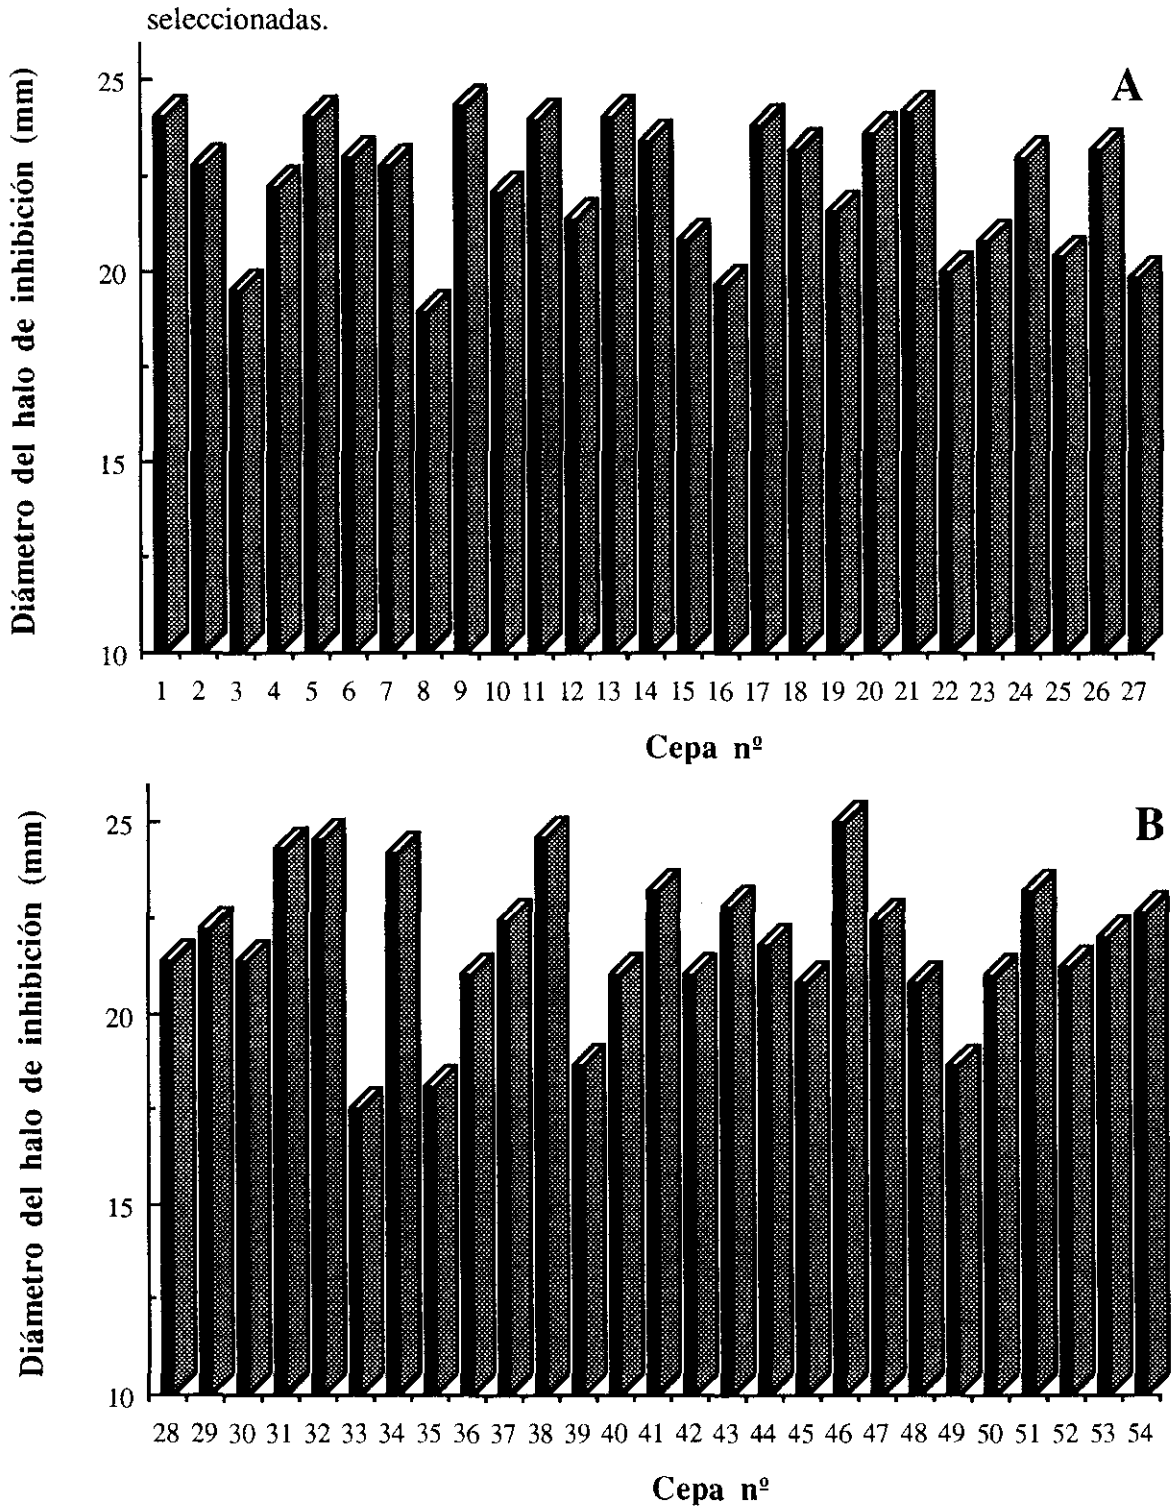 seleccionadas.
Diámetro del halo de inhibición (mm)
25
20
15
10
A
1 2 3 4 5 6 7 8 9 10 11 12 13 14 15 16 17 18 19 20 21 22 23 24 25 26 27
Cepa nº
Diámetro del halo de inhibición (mm)
25
20
15
10
B
28 29 30 31 32 33 34 35 36 37 38 39 40 41 42 43 44 45 46 47 48 49 50 51 52 53 54
Cepa nº